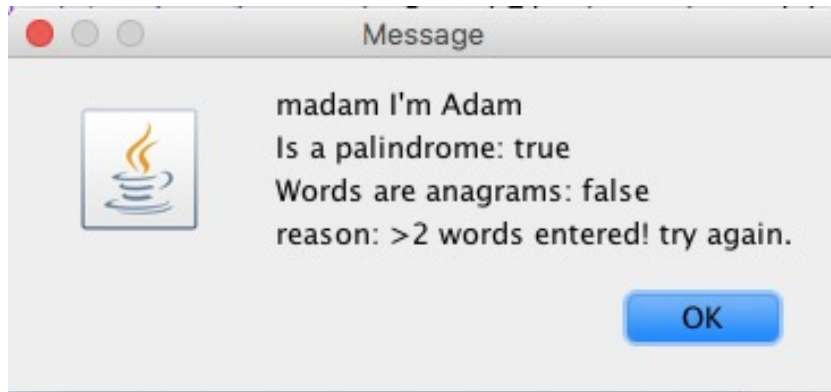 Message
madam I'm Adam
Is a palindrome: true
Words are anagrams: false
reason: >2 words entered! try again.
OK